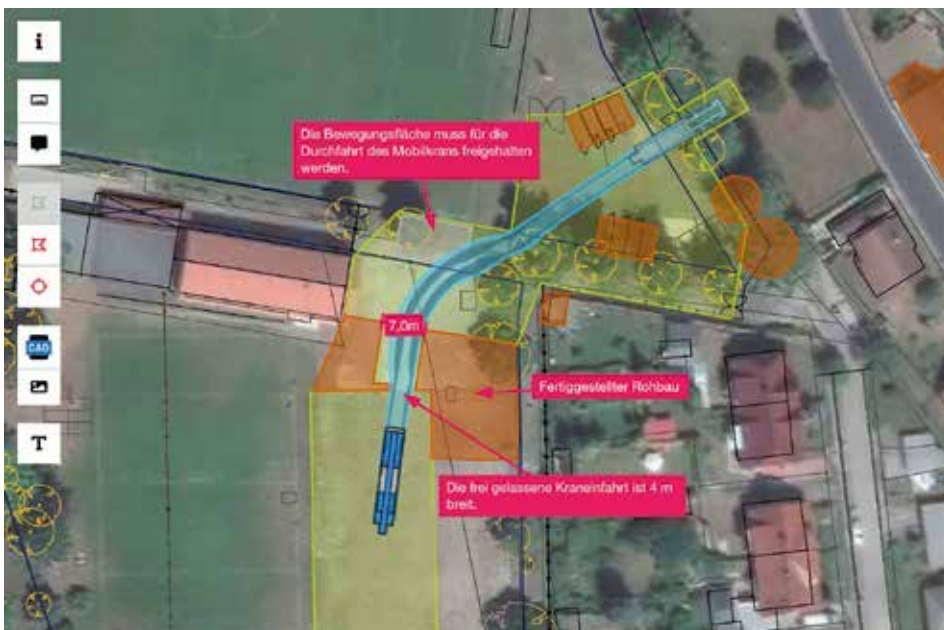 i
Die Bewegungsfläche muss für die
Durchfahrt des Mobilkrans freigehalten
werden.
7,0m
Fertiggestellter Rohbau
CAD
T
Die frei gelassene Kraneinfahrt ist 4 m
breit.